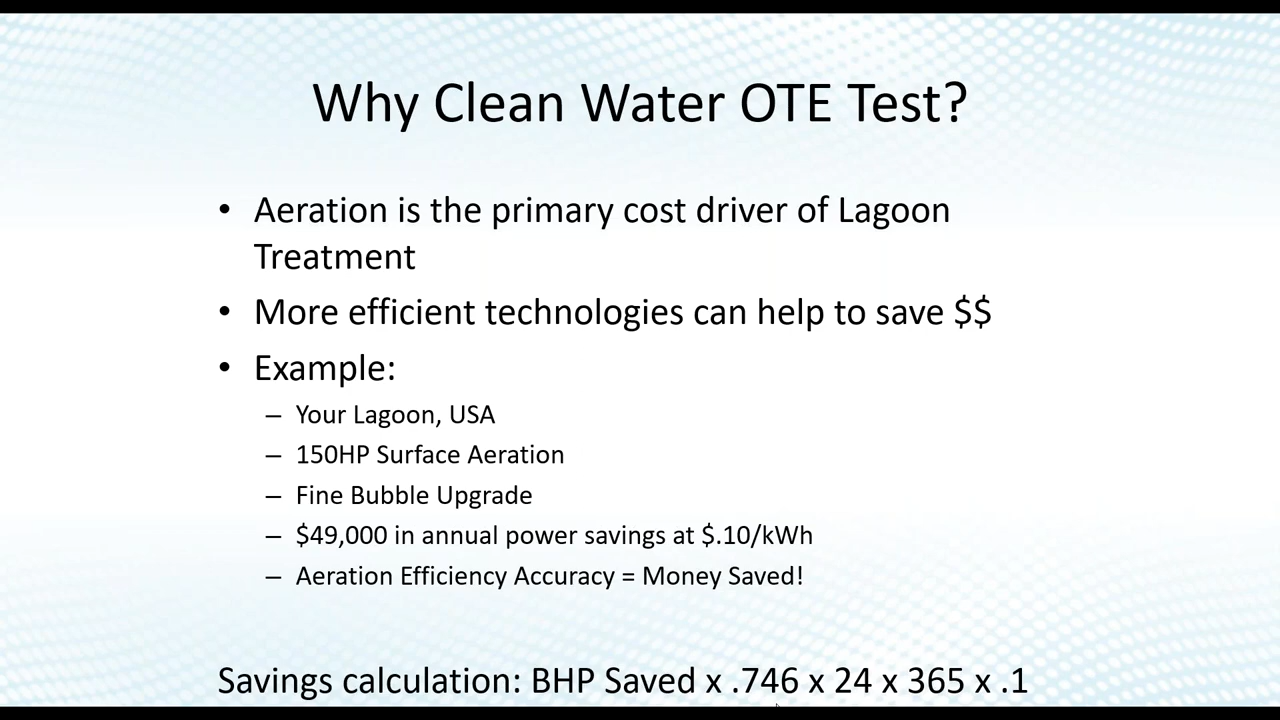 Why Clean Water OTE Test?
• Aeration is the primary cost driver of Lagoon
Treatment
• More efficient technologies can help to save $$
• Example:
– Your Lagoon, USA
– 150HP Surface Aeration
– Fine Bubble Upgrade
– $49,000 in annual power savings at $.10/kWh
– Aeration Efficiency Accuracy = Money Saved!
Savings calculation: BHP Saved x .746 x 24 x 365 x .1